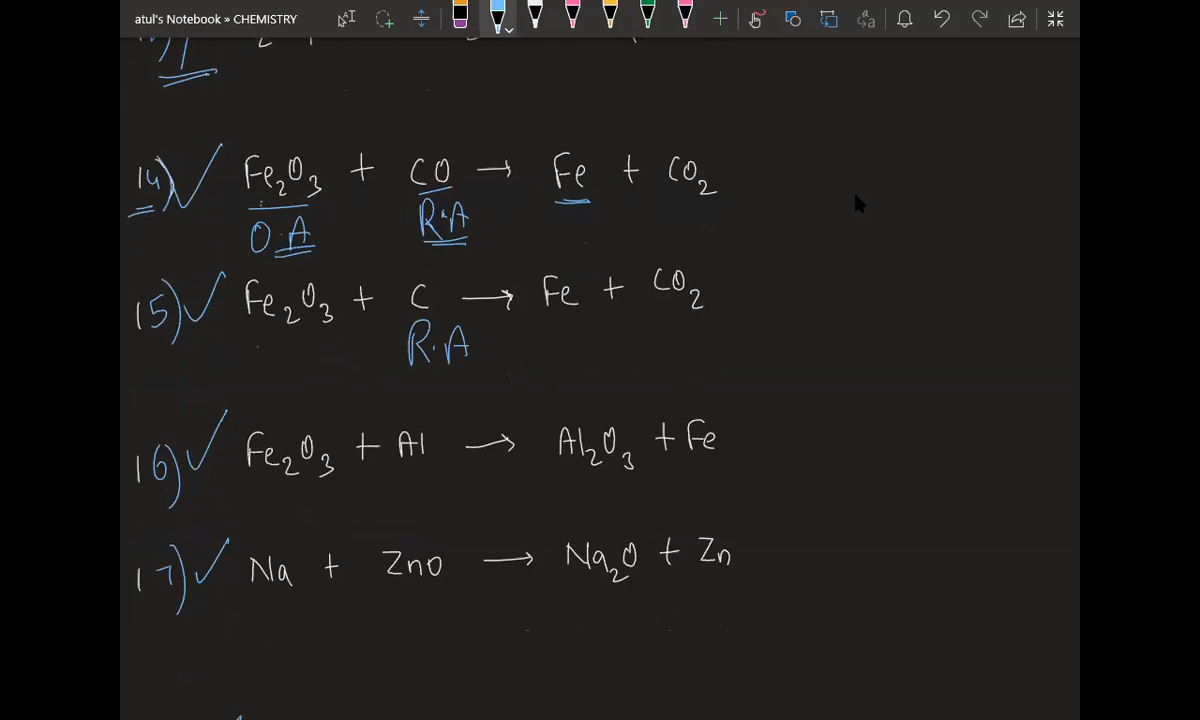 atul's Notebook » CHEMISTRY
14) Fe₂O₃ + CO → Fe + CO₂
O.A R.A
15) Fe₂O₃ + C → Fe + CO₂
R.A
16) Fe₂O₃ + Al → Al₂O₃ + Fe
17) Na + ZnO → Na₂O + Zn